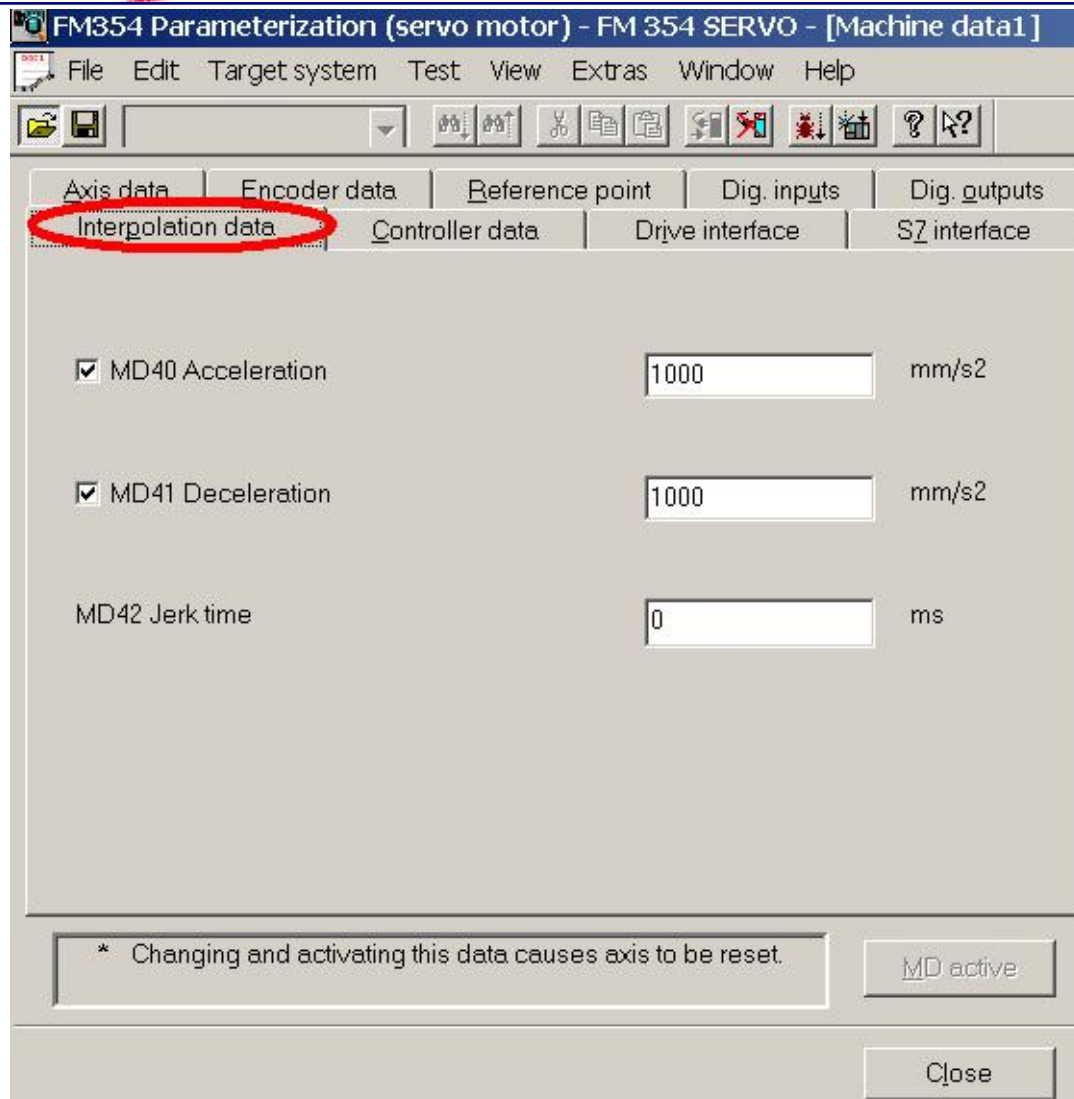 FM354 Parameterization (servo motor) - FM 354 SERVO - [Machine data1]
File Edit Target system Test View Extras Window Help
Axis data Encoder data Reference point Dig. inputs Dig. outputs
Interpolation data Controller data Drive interface S7 interface
MD40 Acceleration 1000 mm/s2
MD41 Deceleration 1000 mm/s2
MD42 Jerk time 0 ms
* Changing and activating this data causes axis to be reset.
MD active
Close